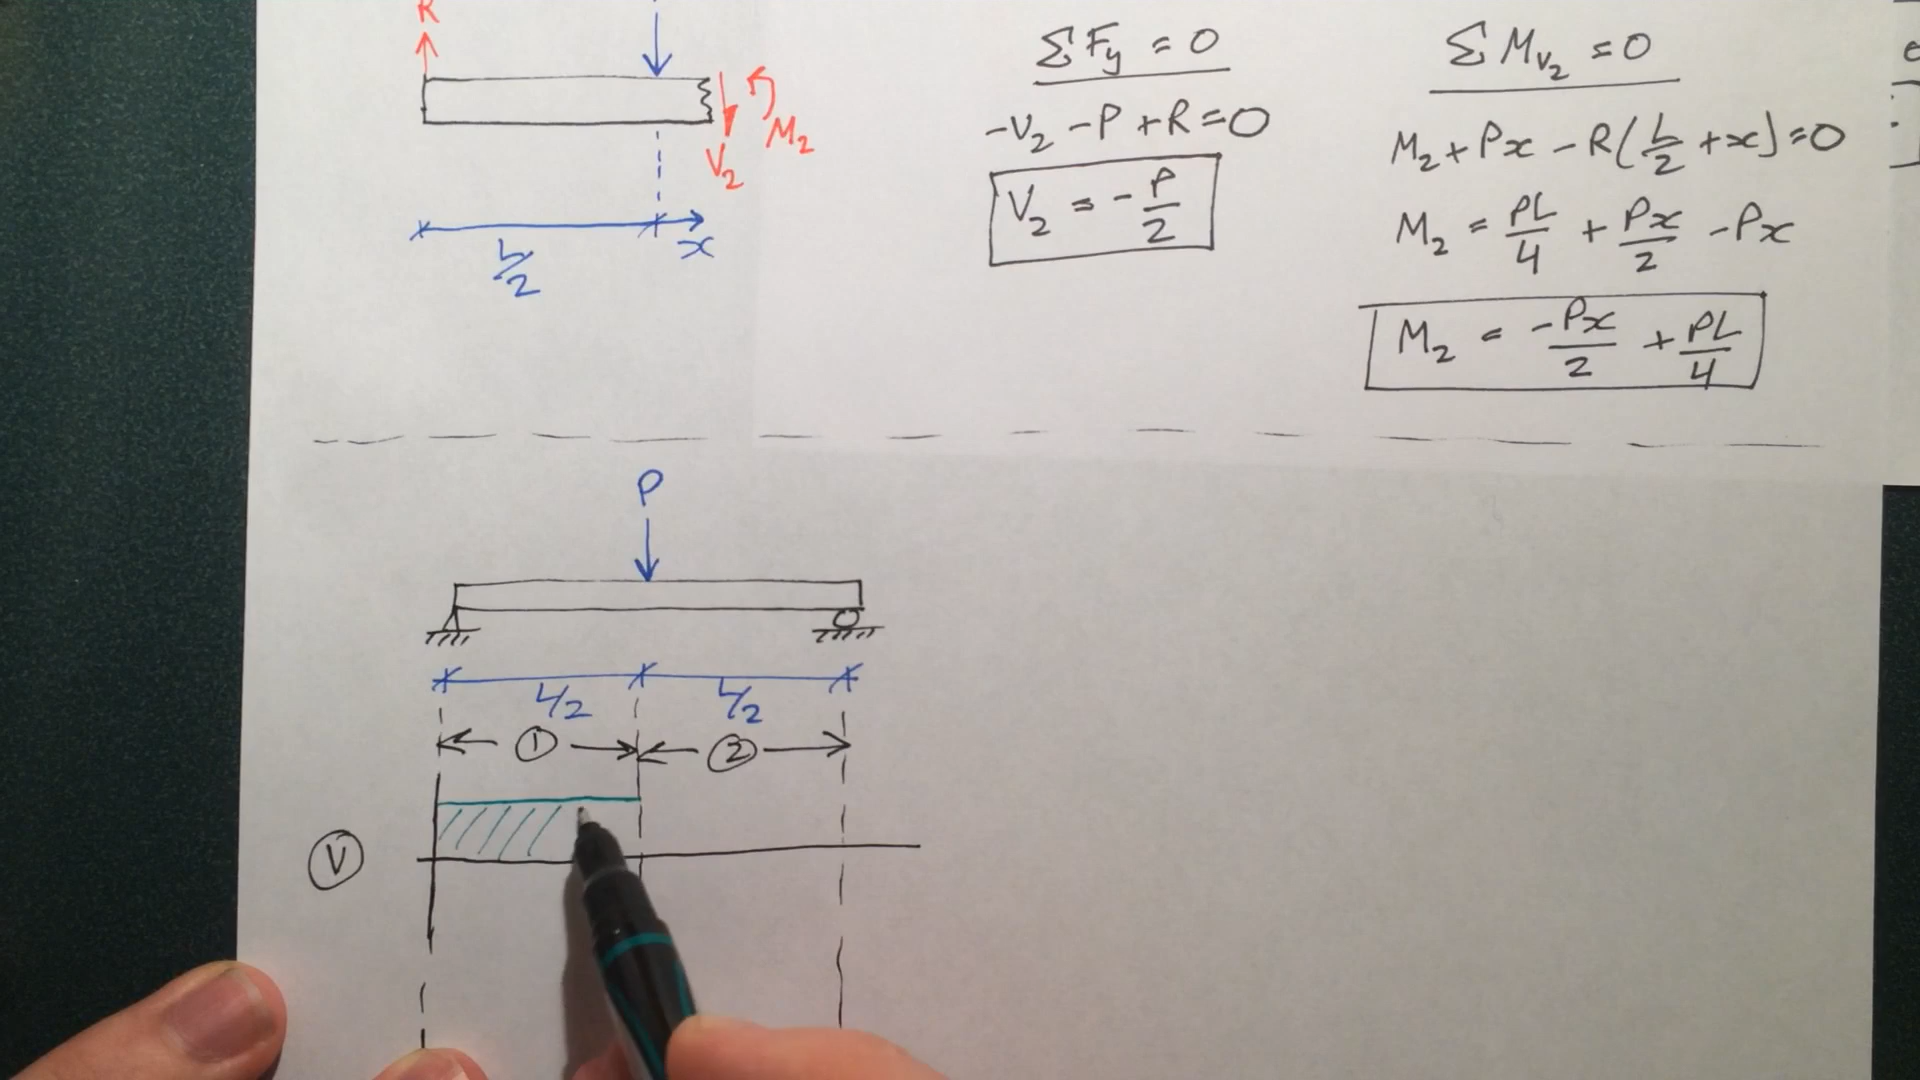 R
V₂
M₂
L/2
x
ΣFy = 0
-V₂ - P + R = 0
V₂ = -P/2
ΣM_V₂ = 0
M₂ + Px - R(L/2 + x) = 0
M₂ = PL/4 + Px/2 - Px
M₂ = -Px/2 + PL/4
P
L/2 L/2
① ②
V